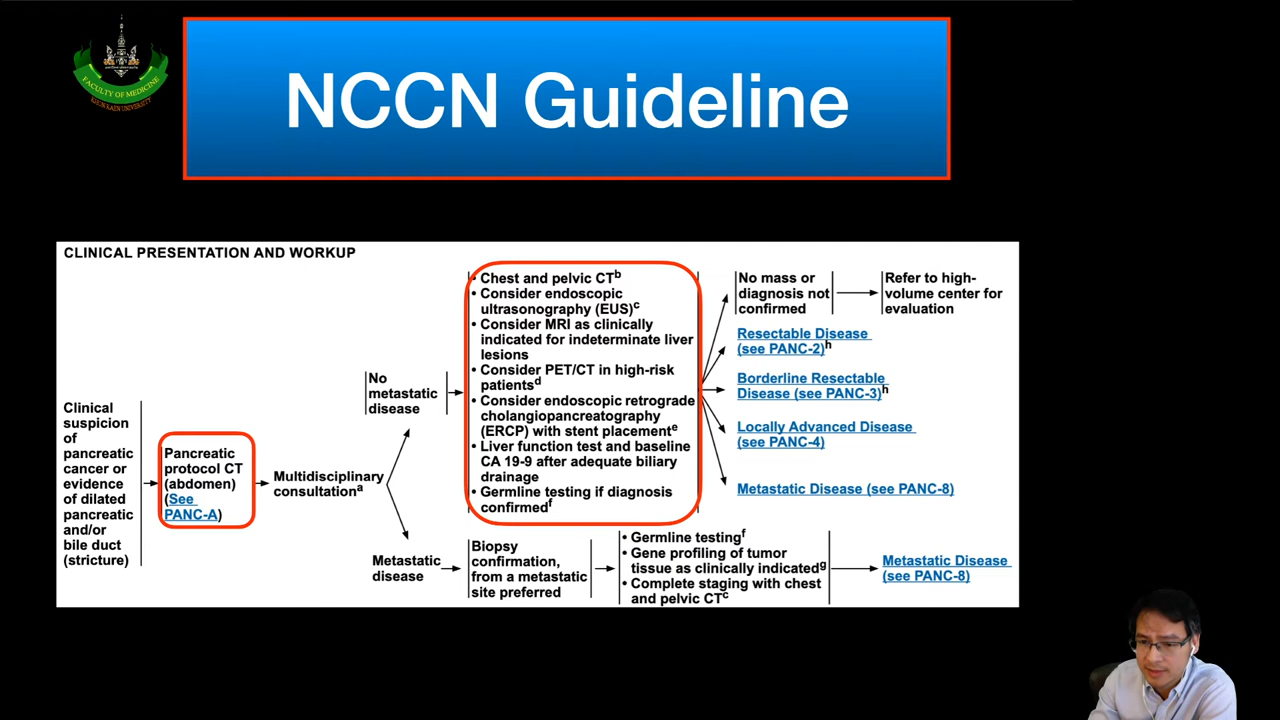 FACULTY OF MEDICINE
KHON KAEN UNIVERSITY
NCCN Guideline
CLINICAL PRESENTATION AND WORKUP
Clinical
suspicion
of
pancreatic
cancer or
evidence
of dilated
pancreatic
and/or
bile duct
(stricture)
Pancreatic
protocol CT
(abdomen)
(See
PANC-A)
Multidisciplinary
consultationa
No
metastatic
disease
• Chest and pelvic CTb
• Consider endoscopic
ultrasonography (EUS)c
• Consider MRI as clinically
indicated for indeterminate liver
lesions
• Consider PET/CT in high-risk
patientsd
• Consider endoscopic retrograde
cholangiopancreatography
(ERCP) with stent placemente
• Liver function test and baseline
CA 19-9 after adequate biliary
drainage
• Germline testing if diagnosis
confirmedf
No mass or
diagnosis not
confirmed
Refer to high-
volume center for
evaluation
Resectable Disease
(see PANC-2)h
Borderline Resectable
Disease (see PANC-3)h
Locally Advanced Disease
(see PANC-4)
Metastatic Disease (see PANC-8)
Metastatic
disease
Biopsy
confirmation,
from a metastatic
site preferred
• Germline testingf
• Gene profiling of tumor
tissue as clinically indicatedg
• Complete staging with chest
and pelvic CTc
Metastatic Disease
(see PANC-8)